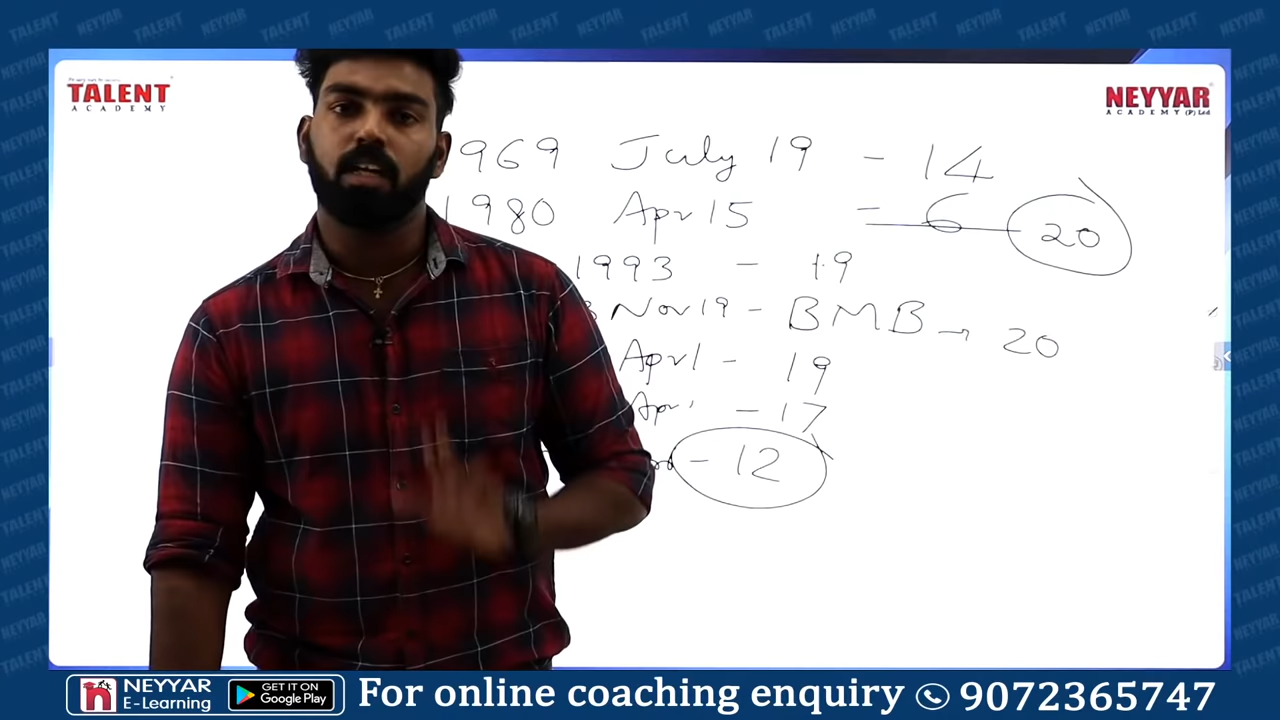 TALENT
ACADEMY
NEYYAR
ACADEMY (P) Ltd
969 July 19 - 14
1980 Apr 15 - 6 20
1993 - 19
Nov 19 - BMB → 20
Apr 1 - 19
Apr - 17
- 12
NEYYAR
E-Learning
GET IT ON
Google Play
For online coaching enquiry 9072365747